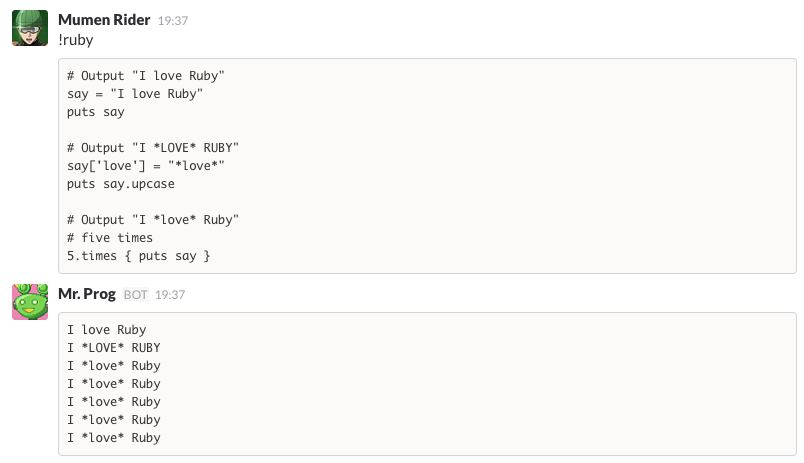 Mumen Rider 19:37
!ruby
# Output "I love Ruby"
say = "I love Ruby"
puts say
# Output "I *LOVE* RUBY"
say['love'] = "*love*"
puts say.upcase
# Output "I *love* Ruby"
# five times
5.times { puts say }
Mr. Prog BOT 19:37
I love Ruby
I *LOVE* RUBY
I *love* Ruby
I *love* Ruby
I *love* Ruby
I *love* Ruby
I *love* Ruby